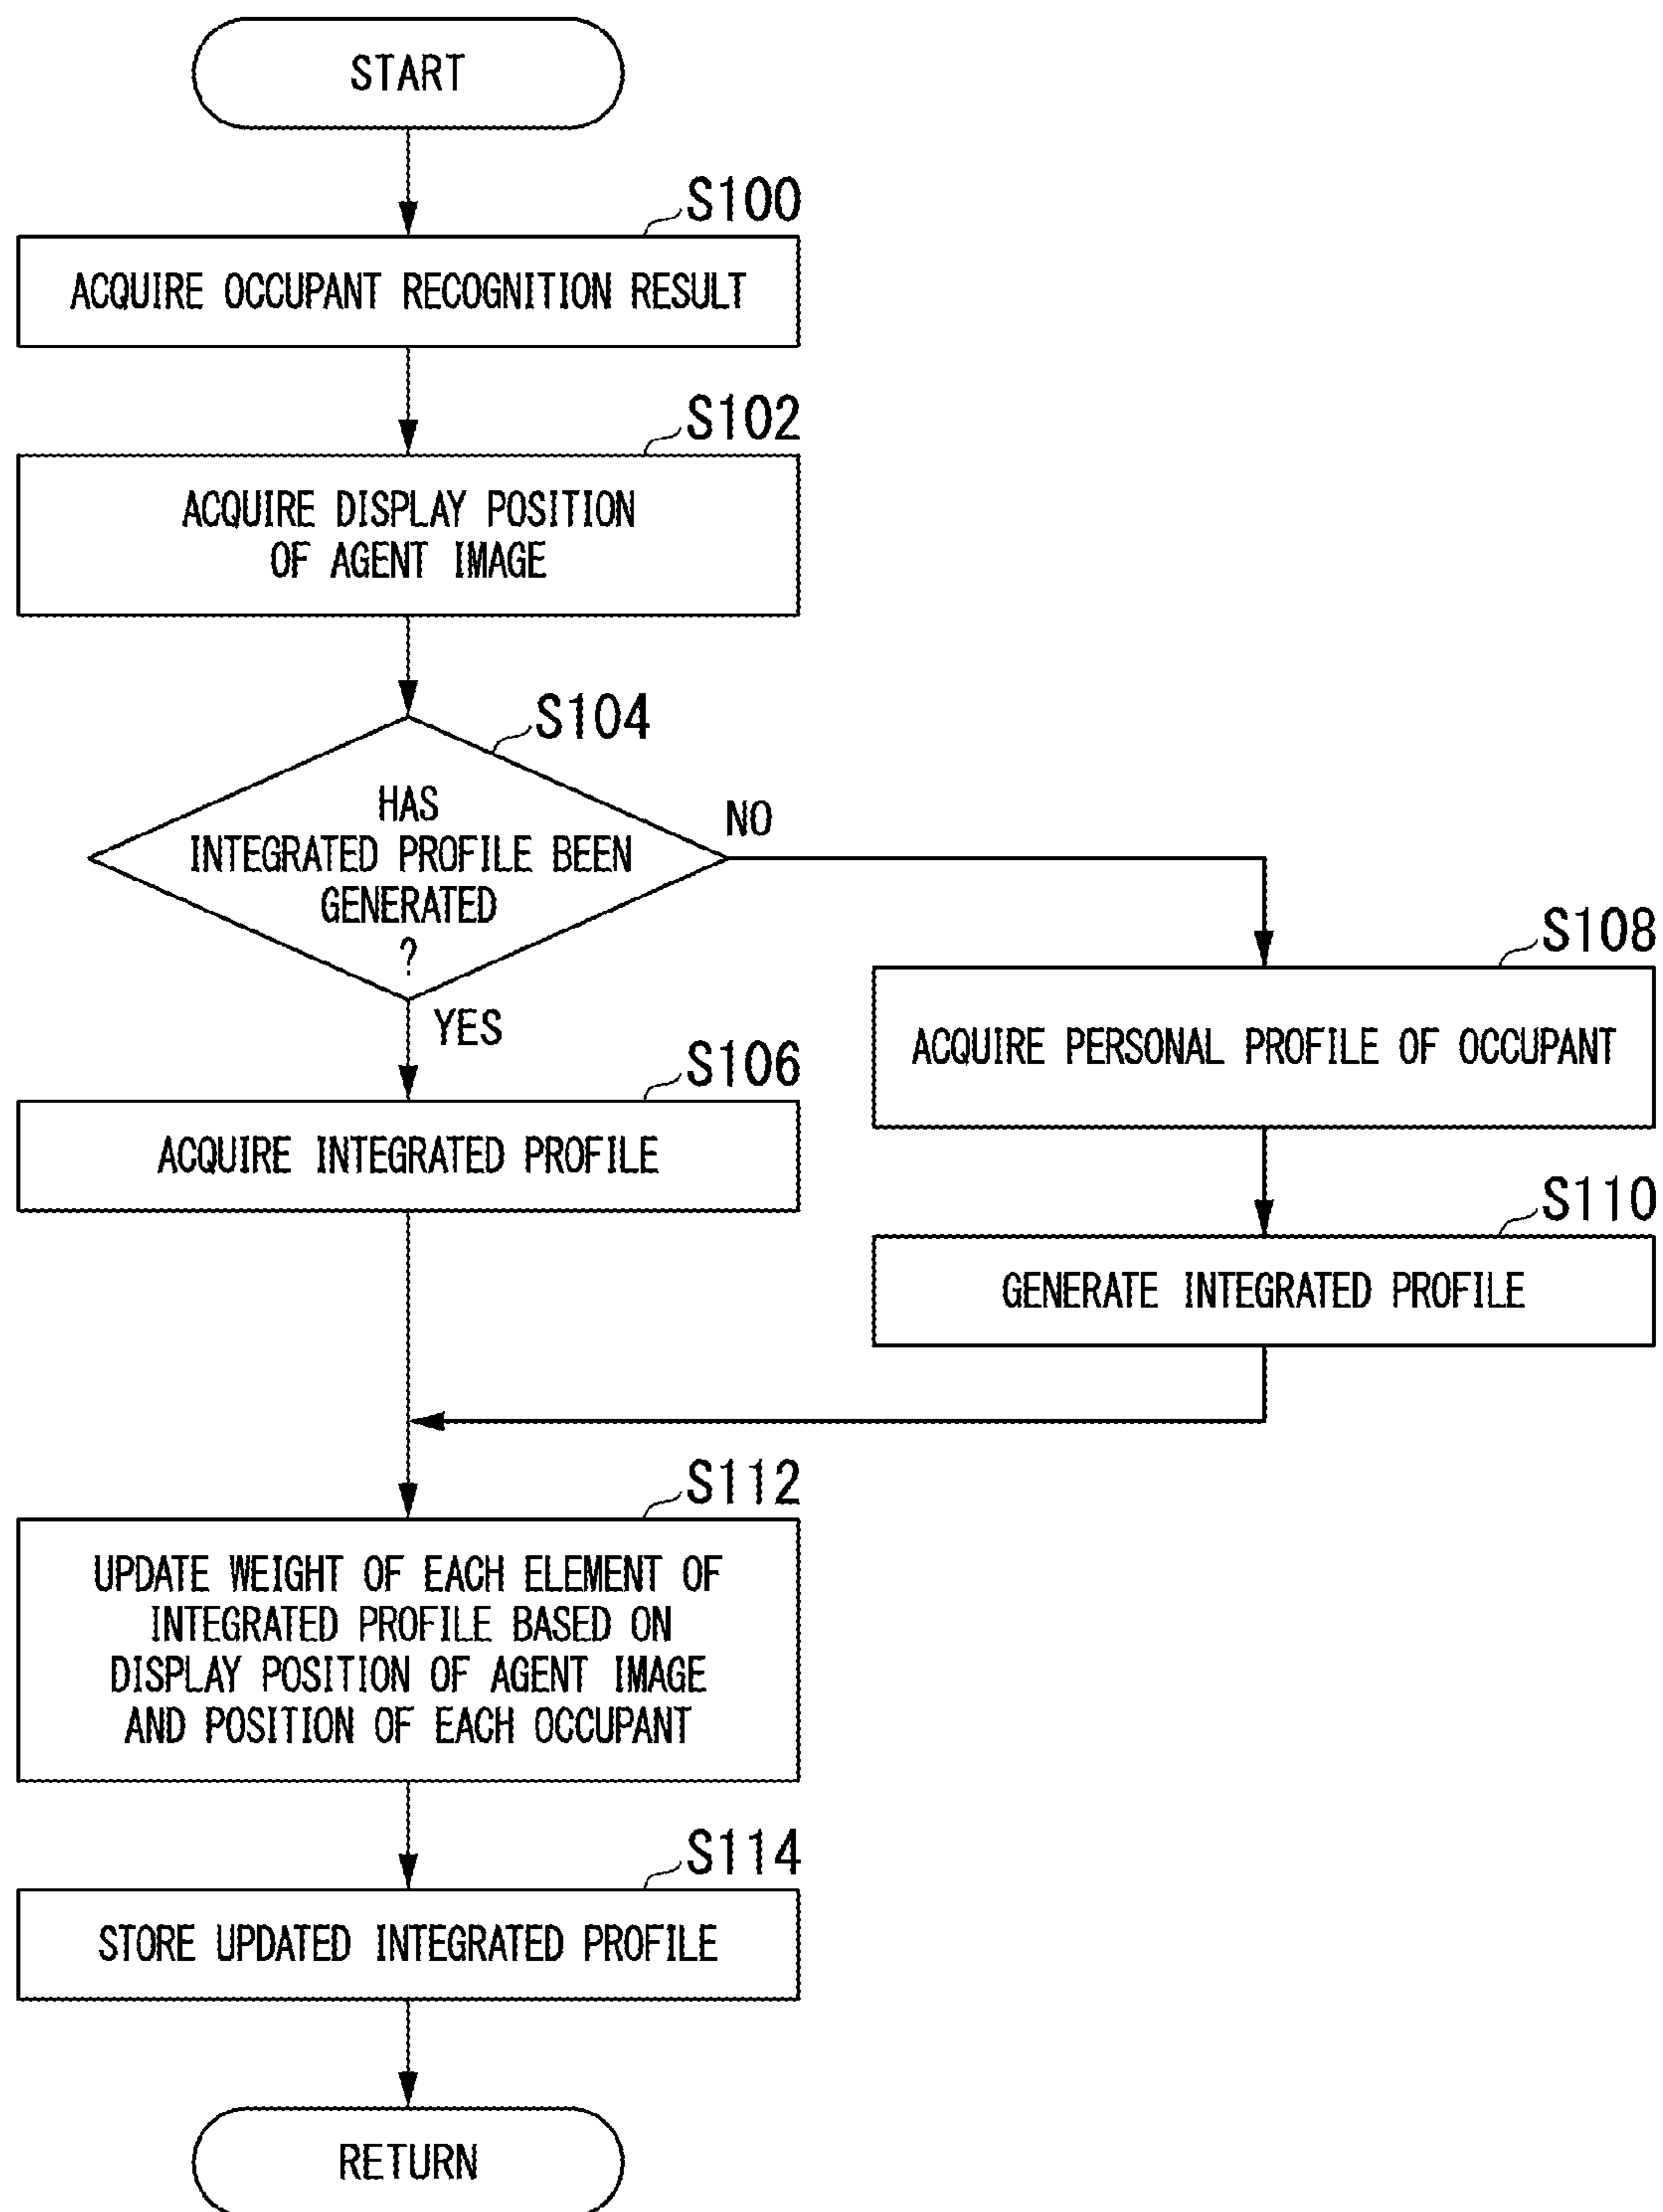 START
S100
ACQUIRE OCCUPANT RECOGNITION RESULT
S102
ACQUIRE DISPLAY POSITION
OF AGENT IMAGE
S104
HAS
INTEGRATED PROFILE BEEN
GENERATED
?
NO
YES
S106
ACQUIRE INTEGRATED PROFILE
S108
ACQUIRE PERSONAL PROFILE OF OCCUPANT
S110
GENERATE INTEGRATED PROFILE
S112
UPDATE WEIGHT OF EACH ELEMENT OF
INTEGRATED PROFILE BASED ON
DISPLAY POSITION OF AGENT IMAGE
AND POSITION OF EACH OCCUPANT
S114
STORE UPDATED INTEGRATED PROFILE
RETURN